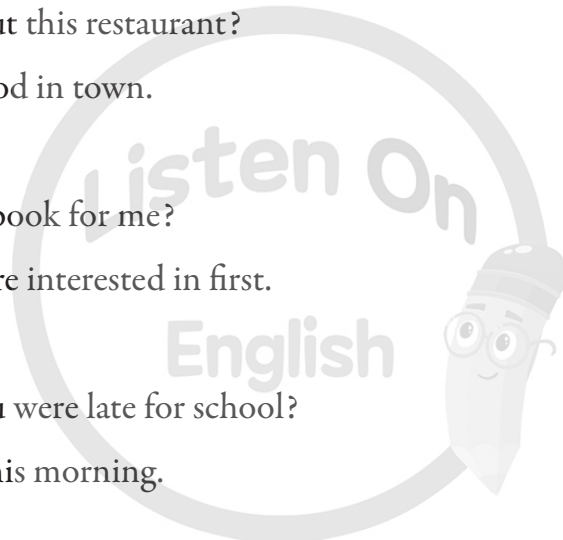 ut this restaurant?
od in town.
Listen On
book for me?
re interested in first.
English
u were late for school?
his morning.